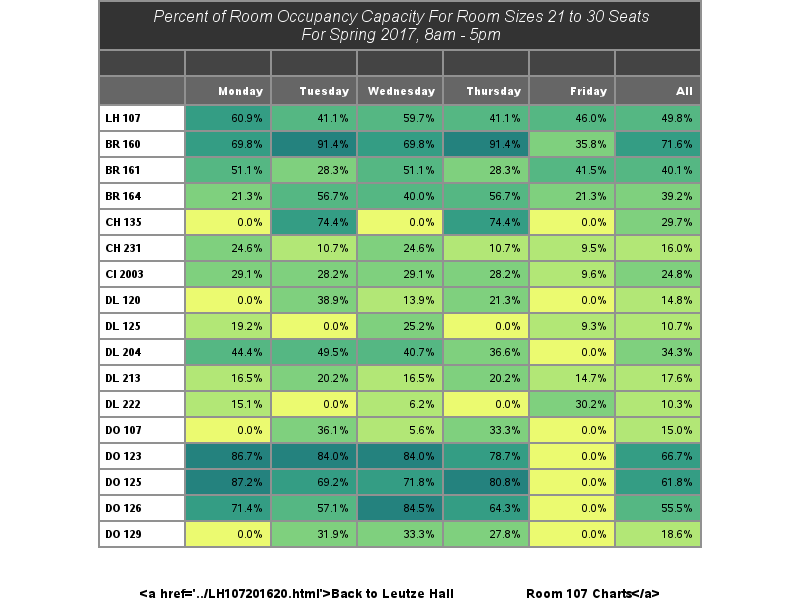 Percent of Room Occupancy Capacity For Room Sizes 21 to 30 Seats
For Spring 2017, 8am - 5pm
Monday Tuesday Wednesday Thursday Friday All
LH 107 60.9% 41.1% 59.7% 41.1% 46.0% 49.8%
BR 160 69.8% 91.4% 69.8% 91.4% 35.8% 71.6%
BR 161 51.1% 28.3% 51.1% 28.3% 41.5% 40.1%
BR 164 21.3% 56.7% 40.0% 56.7% 21.3% 39.2%
CH 135 0.0% 74.4% 0.0% 74.4% 0.0% 29.7%
CH 231 24.6% 10.7% 24.6% 10.7% 9.5% 16.0%
CI 2003 29.1% 28.2% 29.1% 28.2% 9.6% 24.8%
DL 120 0.0% 38.9% 13.9% 21.3% 0.0% 14.8%
DL 125 19.2% 0.0% 25.2% 0.0% 9.3% 10.7%
DL 204 44.4% 49.5% 40.7% 36.6% 0.0% 34.3%
DL 213 16.5% 20.2% 16.5% 20.2% 14.7% 17.6%
DL 222 15.1% 0.0% 6.2% 0.0% 30.2% 10.3%
DO 107 0.0% 36.1% 5.6% 33.3% 0.0% 15.0%
DO 123 86.7% 84.0% 84.0% 78.7% 0.0% 66.7%
DO 125 87.2% 69.2% 71.8% 80.8% 0.0% 61.8%
DO 126 71.4% 57.1% 84.5% 64.3% 0.0% 55.5%
DO 129 0.0% 31.9% 33.3% 27.8% 0.0% 18.6%
<a href='../LH107201620.html'>Back to Leutze Hall Room 107 Charts</a>